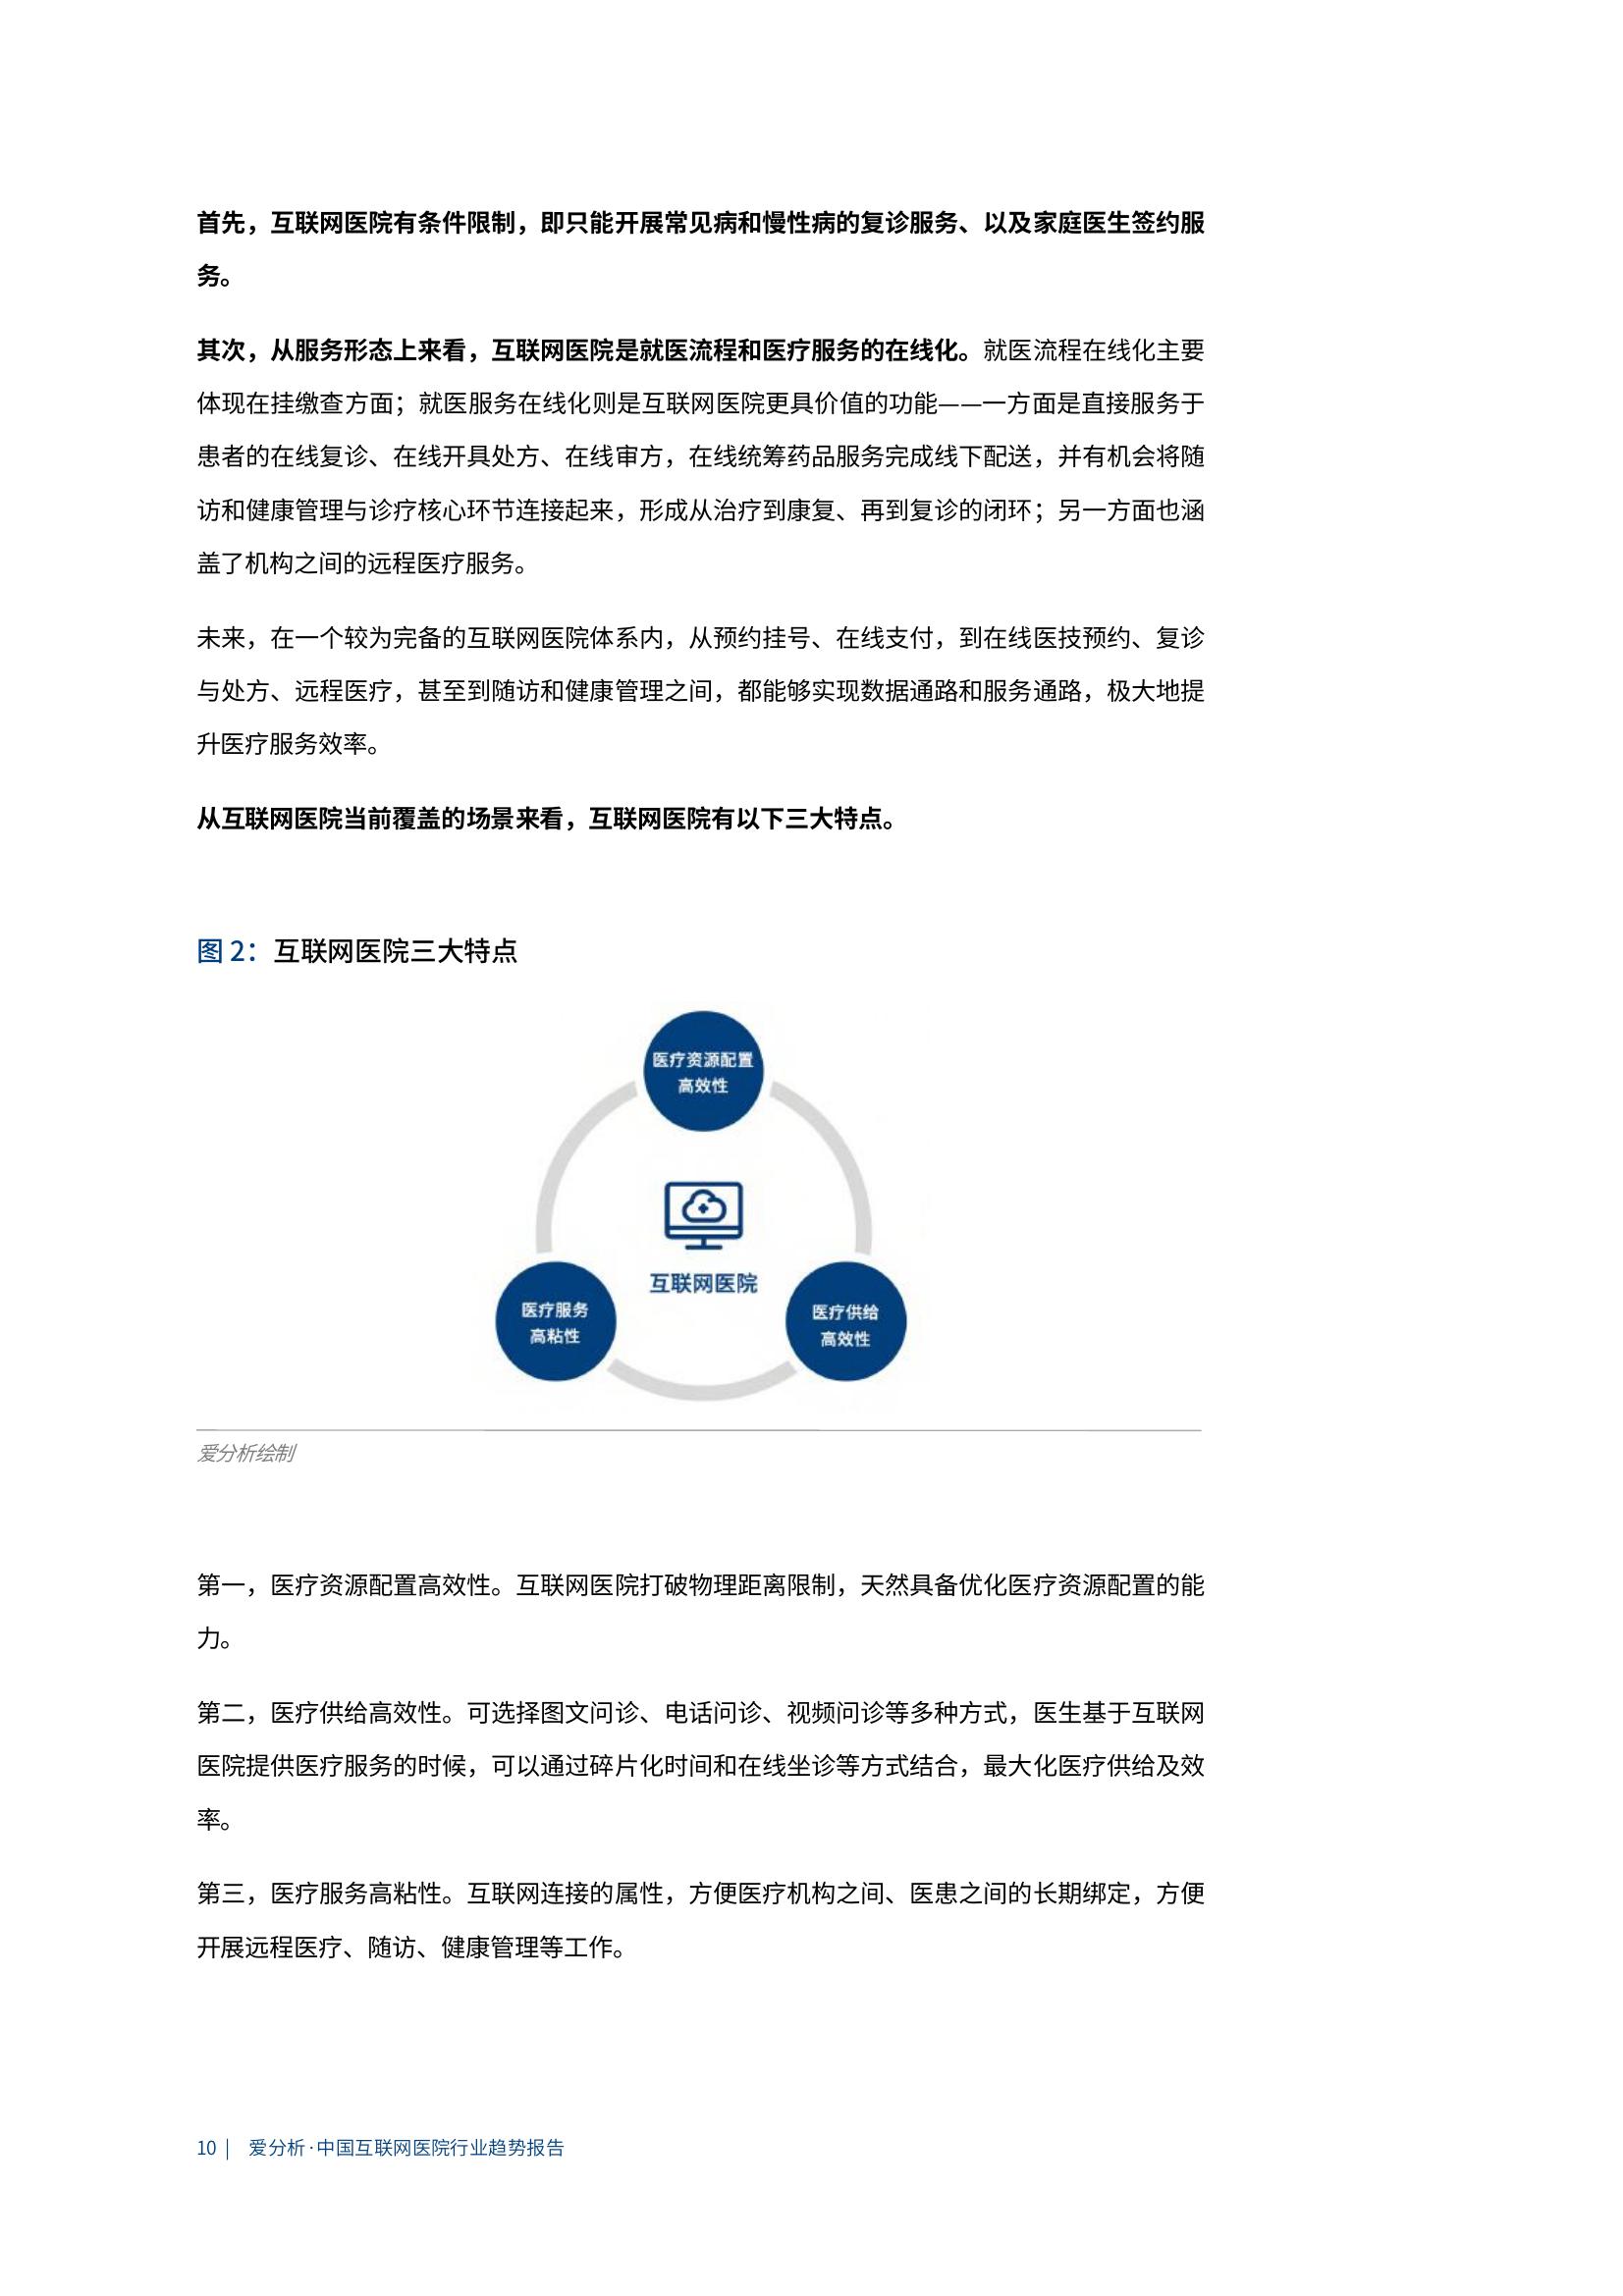 首先，互联网医院有条件限制，即只能开展常见病和慢性病的复诊服务、以及家庭医生签约服
务。
其次，从服务形态上来看，互联网医院是就医流程和医疗服务的在线化。就医流程在线化主要
体现在挂缴查方面；就医服务在线化则是互联网医院更具价值的功能——一方面是直接服务于
患者的在线复诊、在线开具处方、在线审方，在线统筹药品服务完成线下配送，并有机会将随
访和健康管理与诊疗核心环节连接起来，形成从治疗到康复、再到复诊的闭环；另一方面也涵
盖了机构之间的远程医疗服务。
未来，在一个较为完备的互联网医院体系内，从预约挂号、在线支付，到在线医技预约、复诊
与处方、远程医疗，甚至到随访和健康管理之间，都能够实现数据通路和服务通路，极大地提
升医疗服务效率。
从互联网医院当前覆盖的场景来看，互联网医院有以下三大特点。
图 2：互联网医院三大特点
医疗资源配置
高效性
互联网医院
医疗服务
高粘性
医疗供给
高效性
爱分析绘制
第一，医疗资源配置高效性。互联网医院打破物理距离限制，天然具备优化医疗资源配置的能
力。
第二，医疗供给高效性。可选择图文问诊、电话问诊、视频问诊等多种方式，医生基于互联网
医院提供医疗服务的时候，可以通过碎片化时间和在线坐诊等方式结合，最大化医疗供给及效
率。
第三，医疗服务高粘性。互联网连接的属性，方便医疗机构之间、医患之间的长期绑定，方便
开展远程医疗、随访、健康管理等工作。
10 | 爱分析·中国互联网医院行业趋势报告